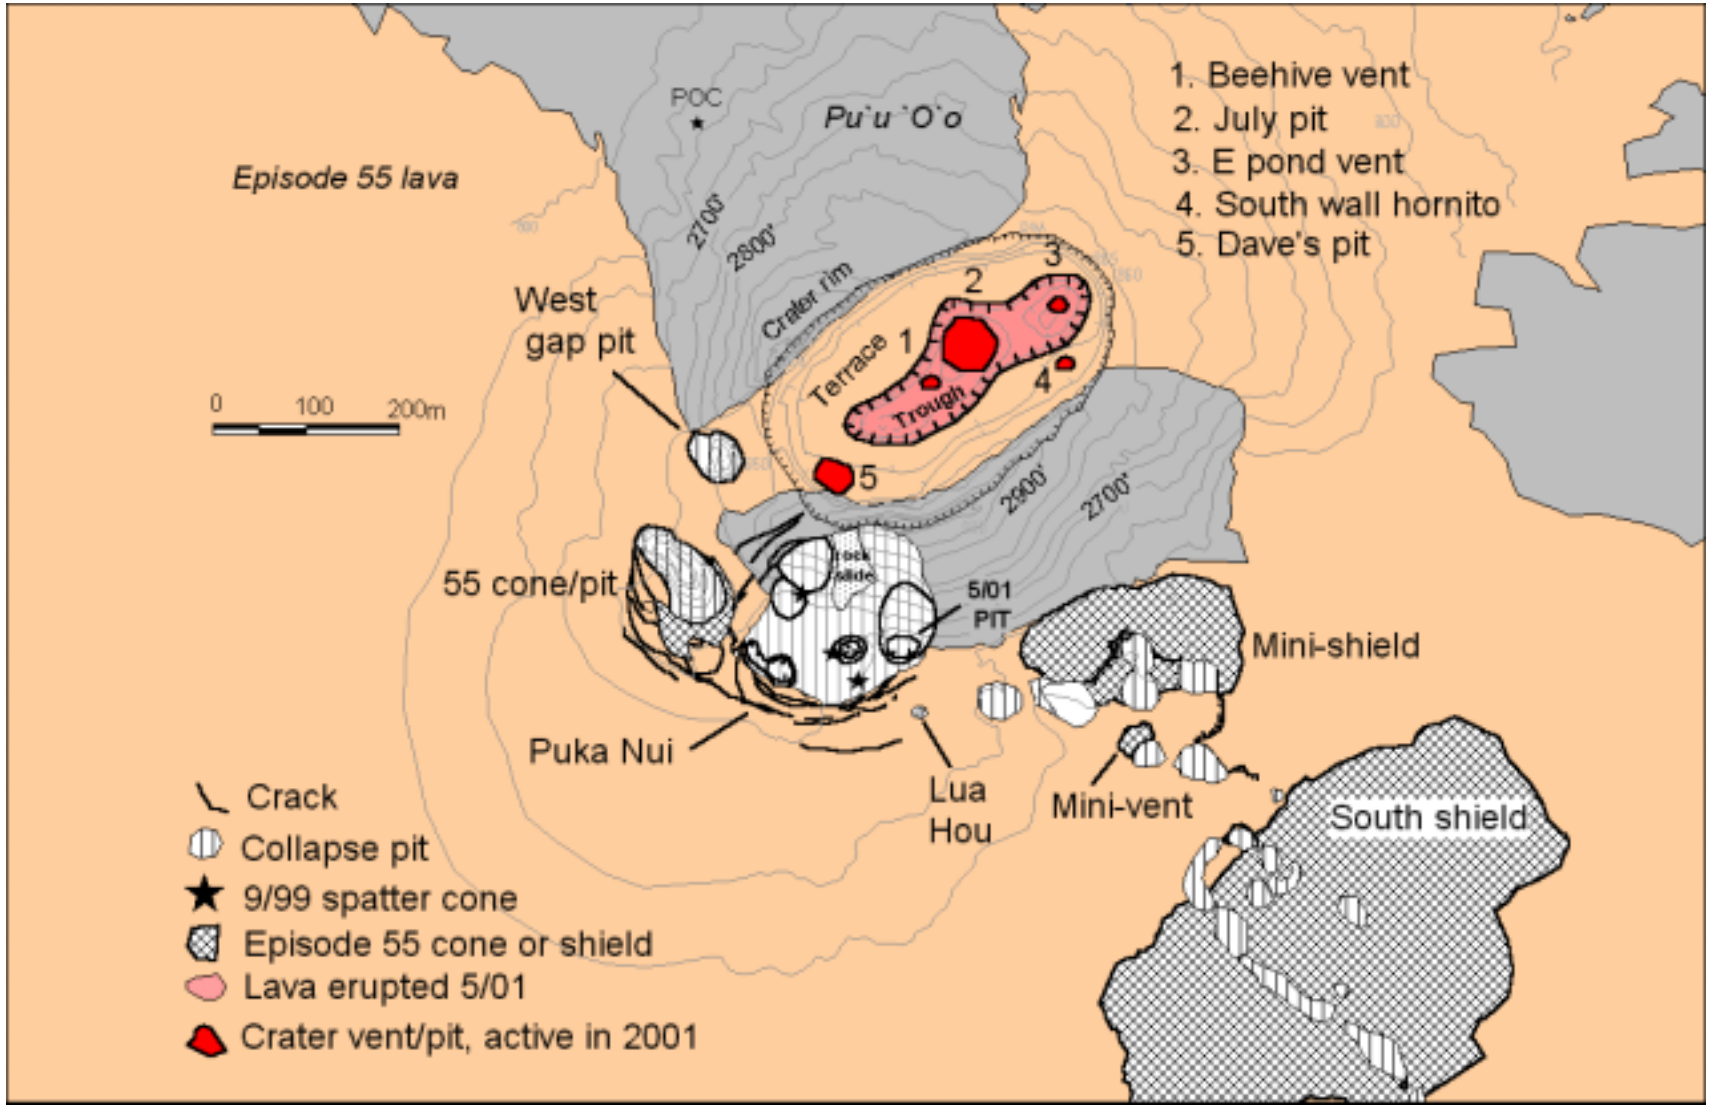 1. Beehive vent
2. July pit
3. E pond vent
4. South wall hornito
5. Dave's pit
POC
Pu`u `O`o
Episode 55 lava
2700'
2800'
Crater rim
West
gap pit
Terrace
Trough
1
2
3
4
5
0 100 200m
2900'
2700'
rock
slide
55 cone/pit
5/01
PIT
Mini-shield
Puka Nui
Lua
Hou
Mini-vent
South shield
Crack
Collapse pit
9/99 spatter cone
Episode 55 cone or shield
Lava erupted 5/01
Crater vent/pit, active in 2001